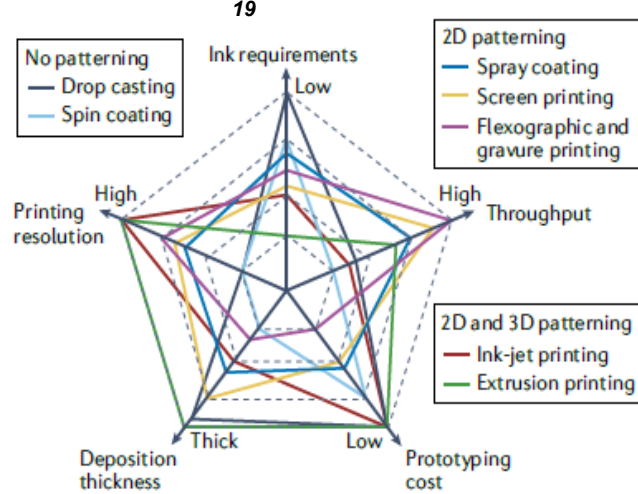 19
No patterning
Drop casting
Spin coating
Ink requirements
Low
2D patterning
Spray coating
Screen printing
Flexographic and
gravure printing
High
Printing
resolution
High
Throughput
2D and 3D patterning
Ink-jet printing
Extrusion printing
Thick
Deposition
thickness
Low
Prototyping
cost